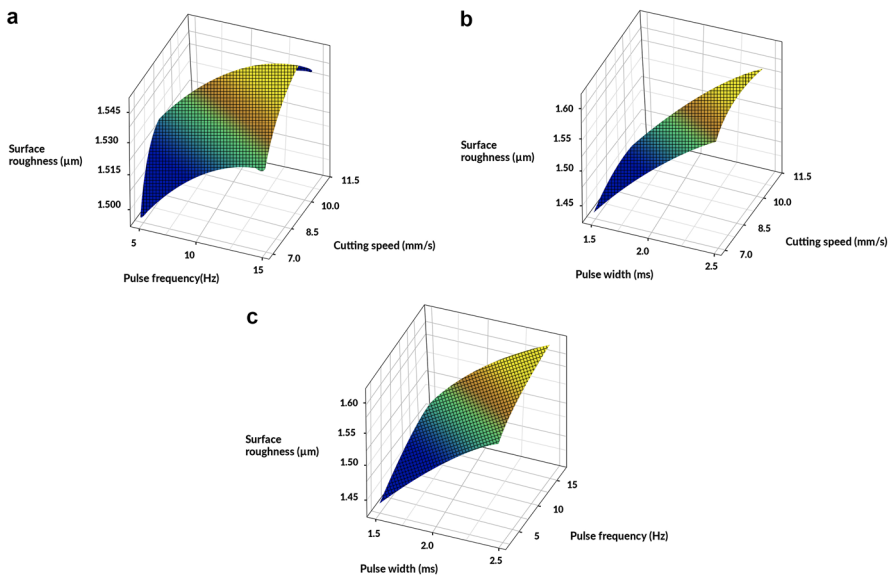 a
1.545
1.530
1.515
1.500
Surface
roughness (µm)
5
10
15
Pulse frequency(Hz)
7.0
8.5
10.0
11.5
Cutting speed (mm/s)
b
1.60
1.55
1.50
1.45
Surface
roughness (µm)
1.5
2.0
2.5
Pulse width (ms)
7.0
8.5
10.0
11.5
Cutting speed (mm/s)
c
1.60
1.55
1.50
1.45
Surface
roughness (µm)
1.5
2.0
2.5
Pulse width (ms)
5
10
15
Pulse frequency (Hz)